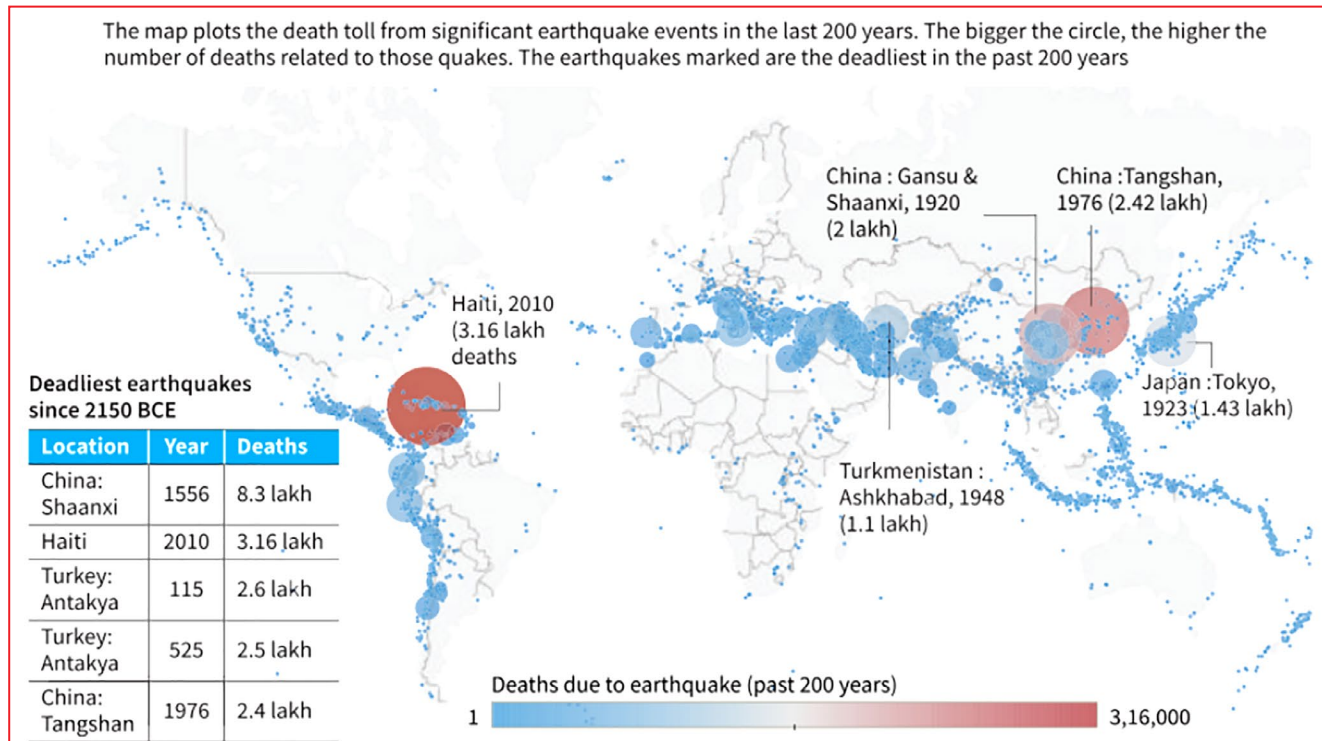 The map plots the death toll from significant earthquake events in the last 200 years. The bigger the circle, the higher the
number of deaths related to those quakes. The earthquakes marked are the deadliest in the past 200 years
China : Gansu &
Shaanxi, 1920
(2 lakh)
China :Tangshan,
1976 (2.42 lakh)
Haiti, 2010
(3.16 lakh
deaths
Japan :Tokyo,
1923 (1.43 lakh)
Turkmenistan :
Ashkhabad, 1948
(1.1 lakh)
Deadliest earthquakes
since 2150 BCE
Location Year Deaths
China:
Shaanxi 1556 8.3 lakh
Haiti 2010 3.16 lakh
Turkey:
Antakya 115 2.6 lakh
Turkey:
Antakya 525 2.5 lakh
China:
Tangshan 1976 2.4 lakh
Deaths due to earthquake (past 200 years)
1 3,16,000